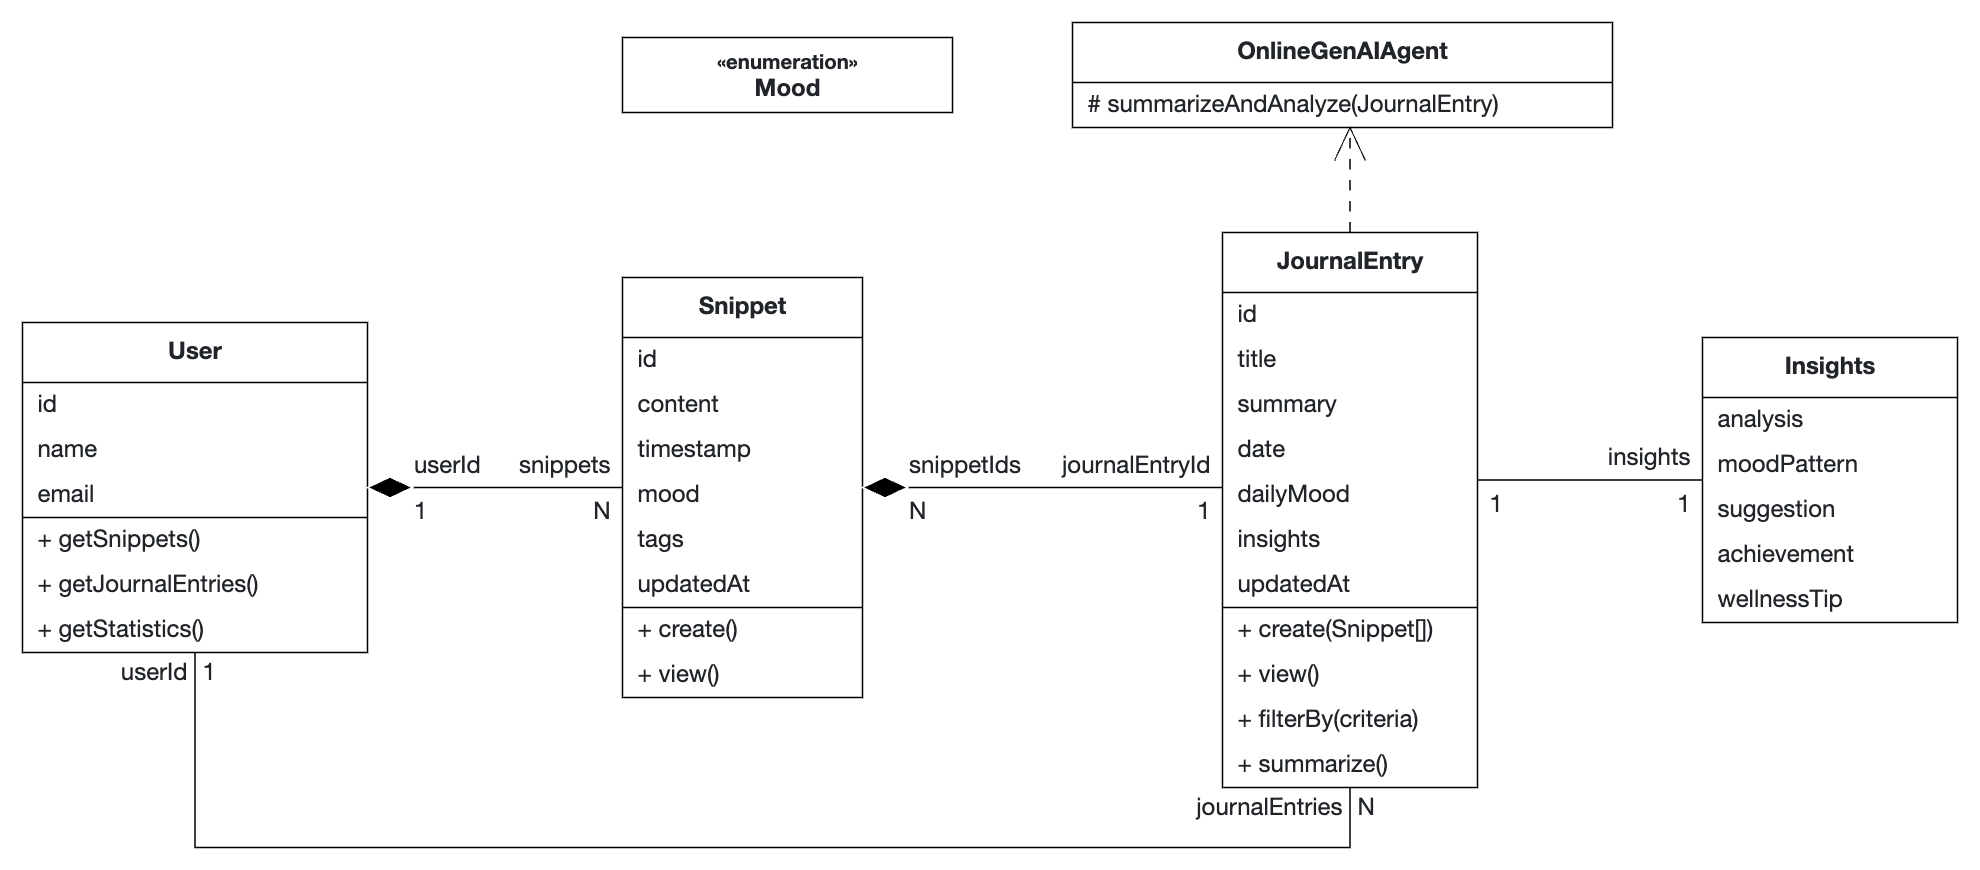 «enumeration»
Mood
OnlineGenAIAgent
# summarizeAndAnalyze(JournalEntry)
User
id
name
email
+ getSnippets()
+ getJournalEntries()
+ getStatistics()
userId
1
snippets
N
Snippet
id
content
timestamp
mood
tags
updatedAt
+ create()
+ view()
snippetIds
N
journalEntryId
1
JournalEntry
id
title
summary
date
dailyMood
insights
updatedAt
+ create(Snippet[])
+ view()
+ filterBy(criteria)
+ summarize()
1
insights
1
Insights
analysis
moodPattern
suggestion
achievement
wellnessTip
userId 1
journalEntries N